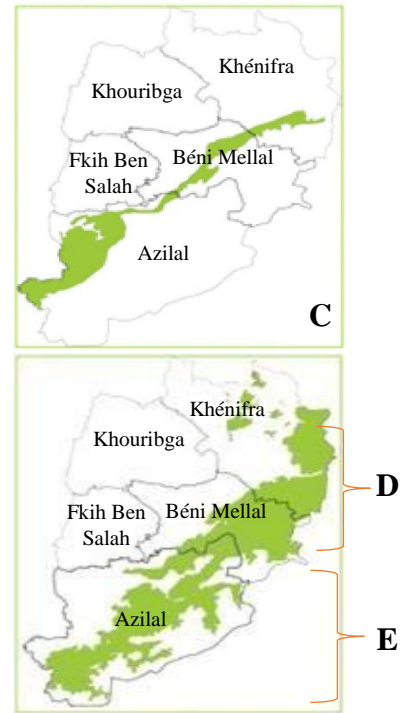 Khénifra
Khouribga
Fkih Ben
Salah
Béni Mellal
Azilal
C
Khénifra
Khouribga
D
Fkih Ben
Salah
Béni Mellal
Azilal
E